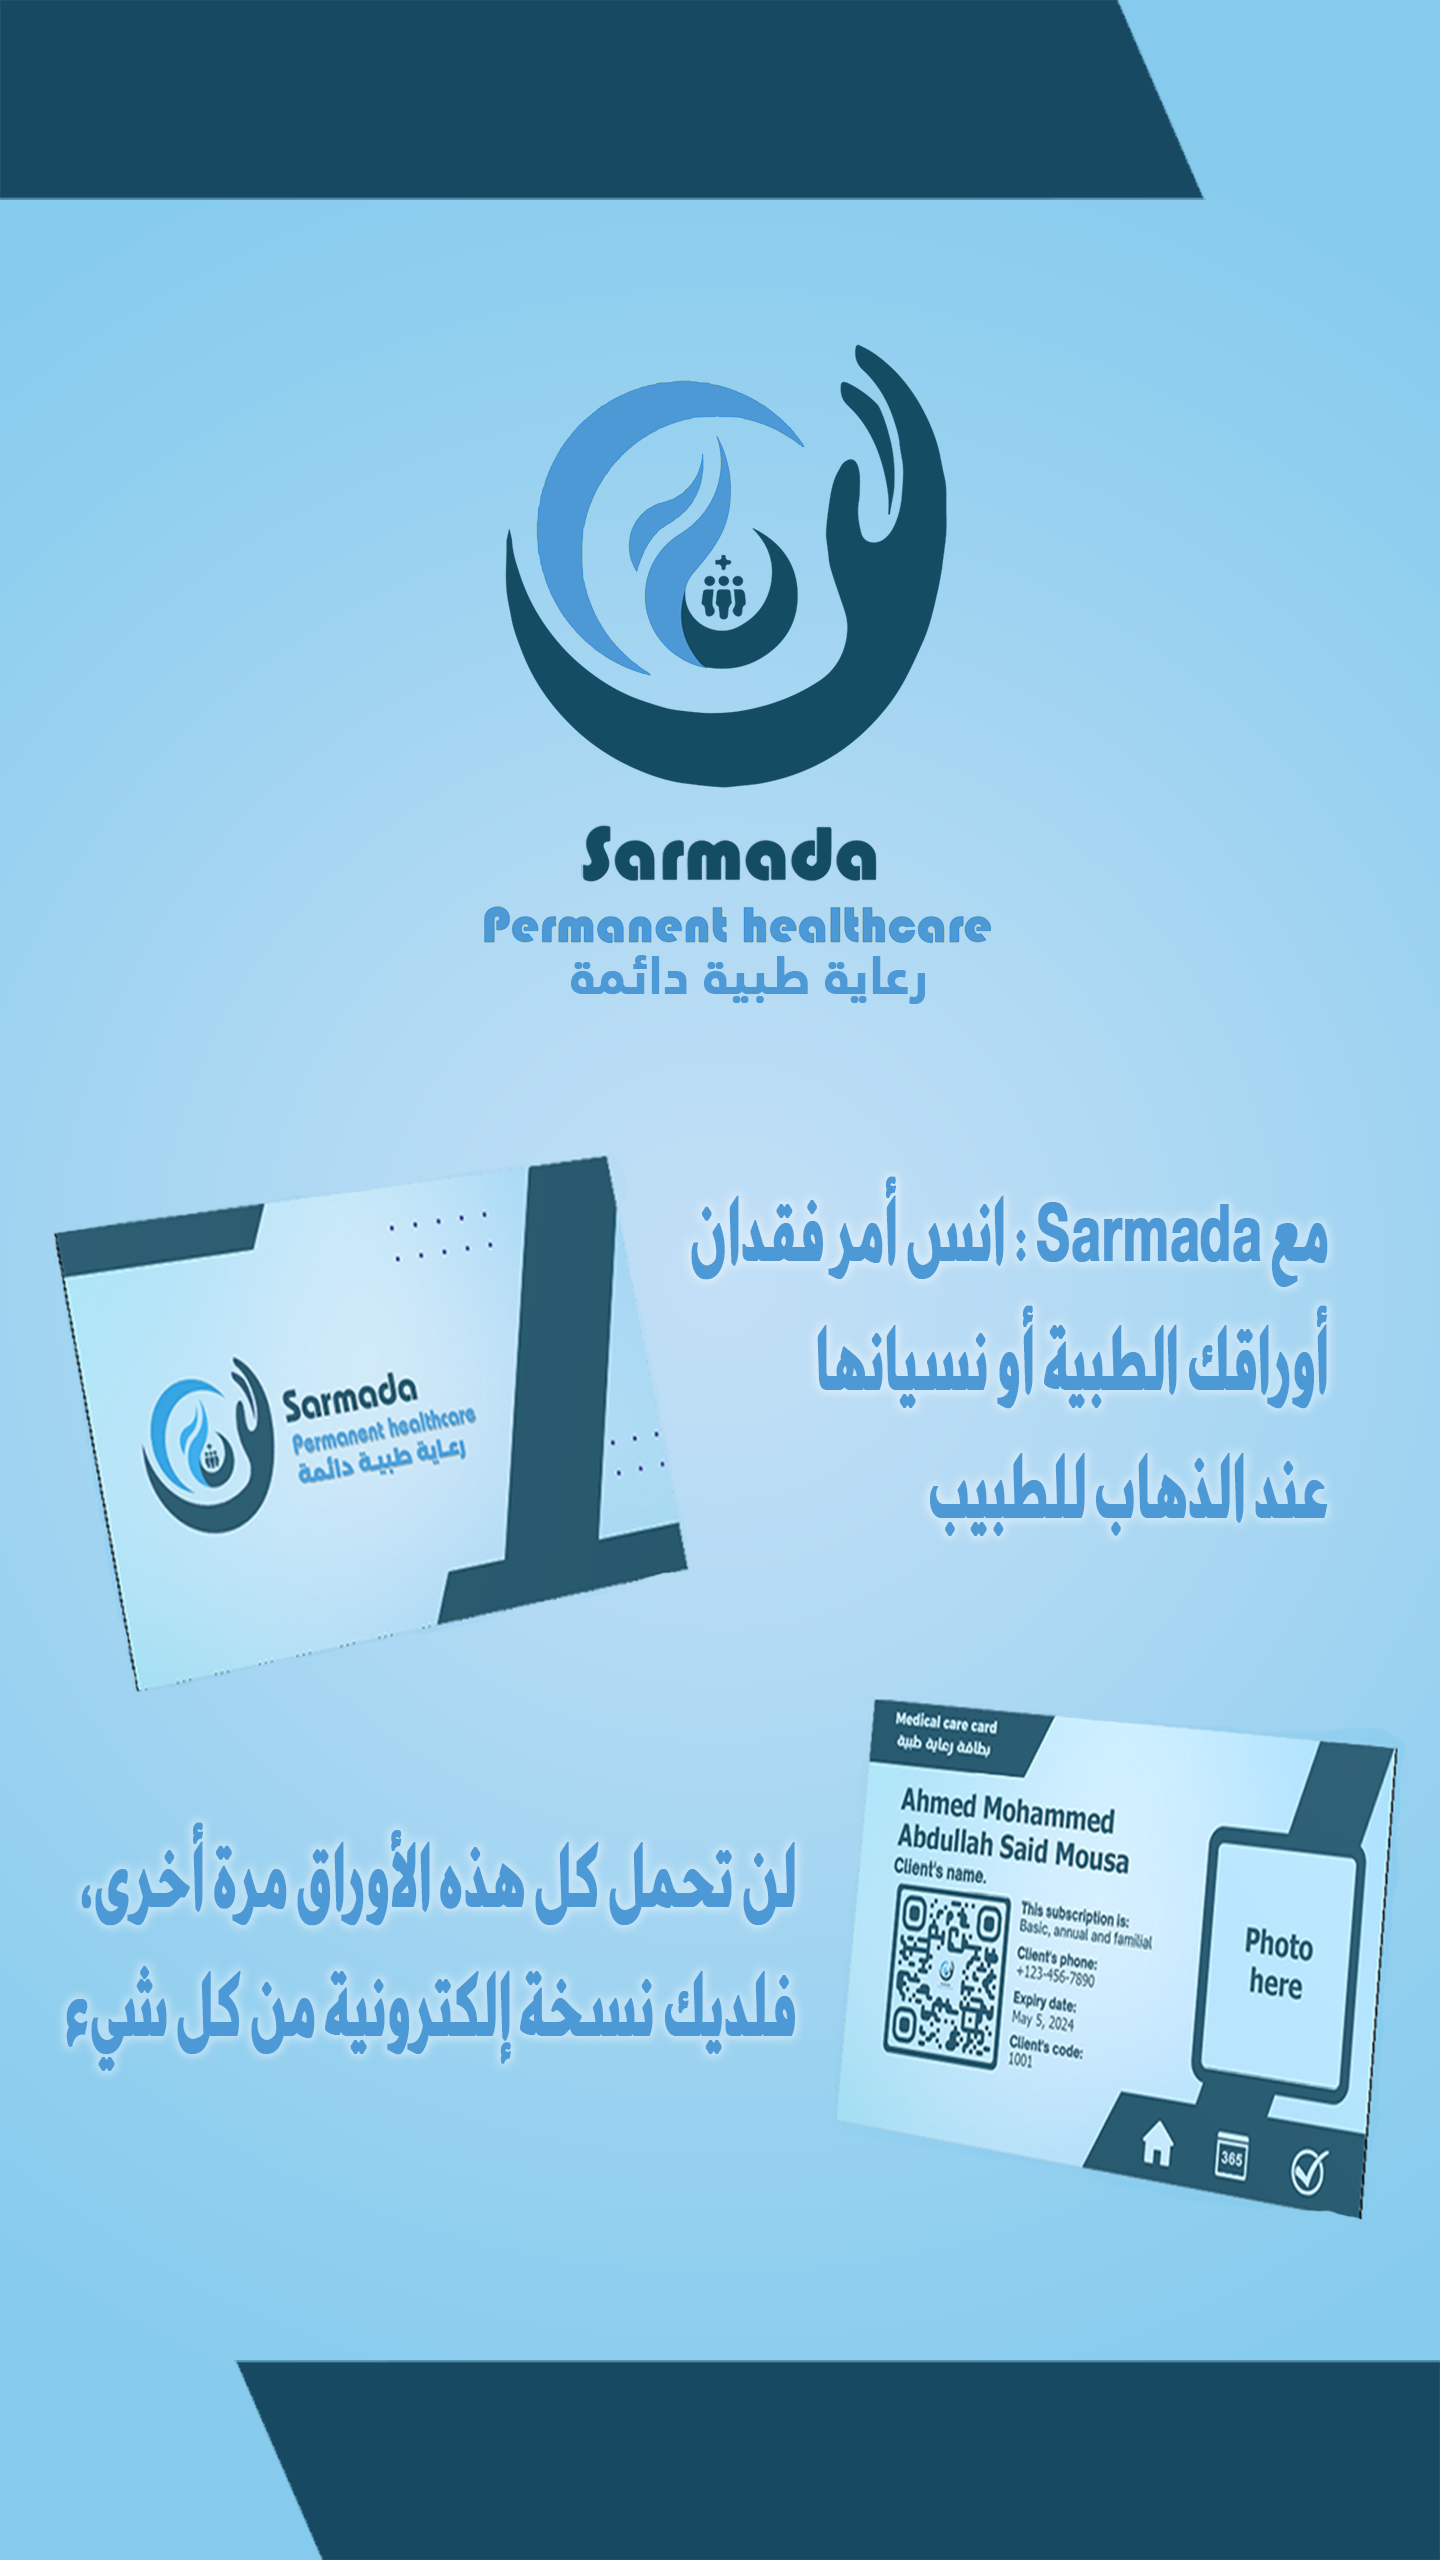 Sarmada
Permanent healthcare
رعاية طبية دائمة
مع Sarmada : انس أمر فقدان
أوراقك الطبية أو نسيانها
عند الذهاب للطبيب
Sarmada
Permanent healthcare
رعاية طبية دائمة
Medical care card
بطاقة رعاية طبية
Ahmed Mohammed
Abdullah Said Mousa
Client's name.
This subscription is:
Basic, annual and familial
Client's phone:
+123-456-7890
Expiry date:
May 5, 2024
Client's code:
1001
Photo
here
365
لن تحمل كل هذه الأوراق مرة أخرى،
فلديك نسخة إلكترونية من كل شيء